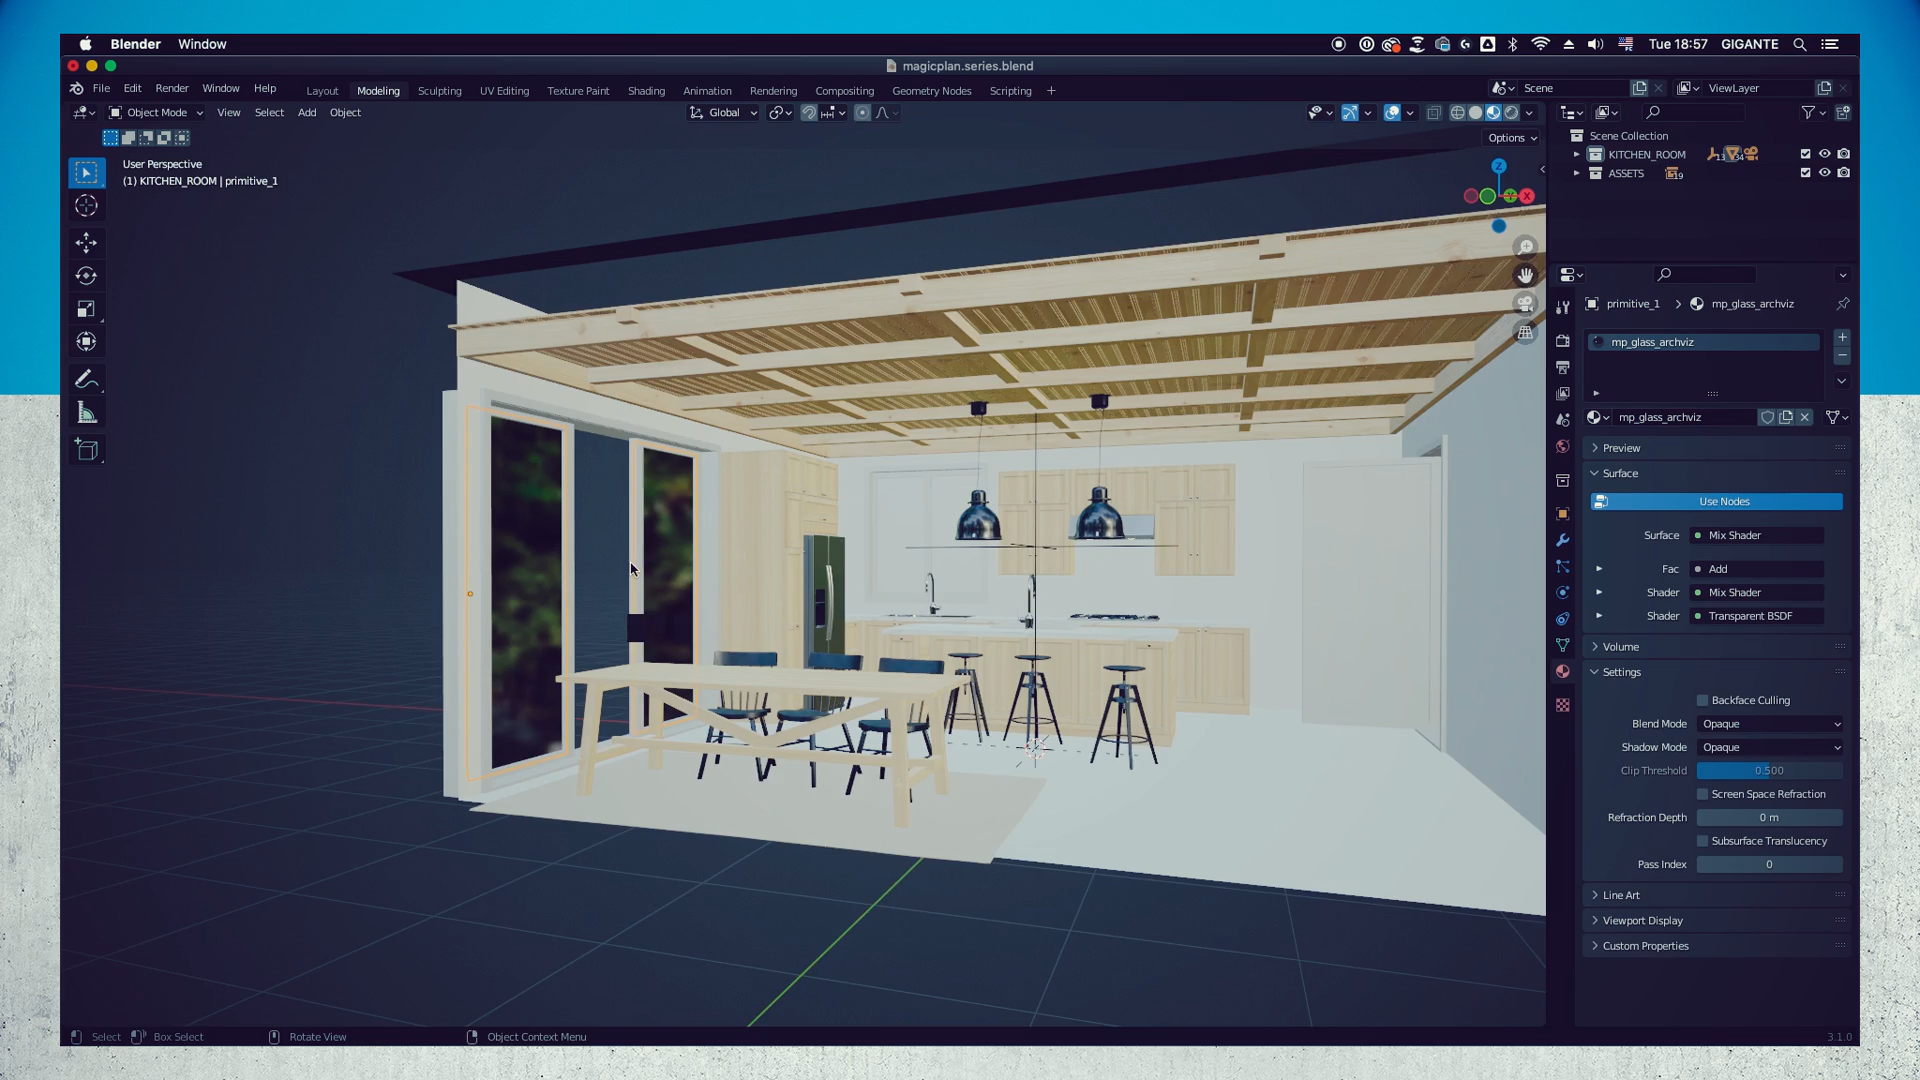 Blender Window Tue 18:57 GIGANTE
magicplan.series.blend
File Edit Render Window Help Layout Modeling Sculpting UV Editing Texture Paint Shading Animation Rendering Compositing Geometry Nodes Scripting + Scene ViewLayer
Object Mode View Select Add Object Global
Options
User Perspective
(1) KITCHEN_ROOM | primitive_1
Z
X
Scene Collection
KITCHEN_ROOM 13 34
ASSETS 19
primitive_1 > mp_glass_archviz
mp_glass_archviz
mp_glass_archviz
Preview
Surface
Use Nodes
Surface Mix Shader
Fac Add
Shader Mix Shader
Shader Transparent BSDF
Volume
Settings
Backface Culling
Blend Mode Opaque
Shadow Mode Opaque
Clip Threshold 0.500
Screen Space Refraction
Refraction Depth 0 m
Subsurface Translucency
Pass Index 0
Line Art
Viewport Display
Custom Properties
Select Box Select Rotate View Object Context Menu 3.1.0